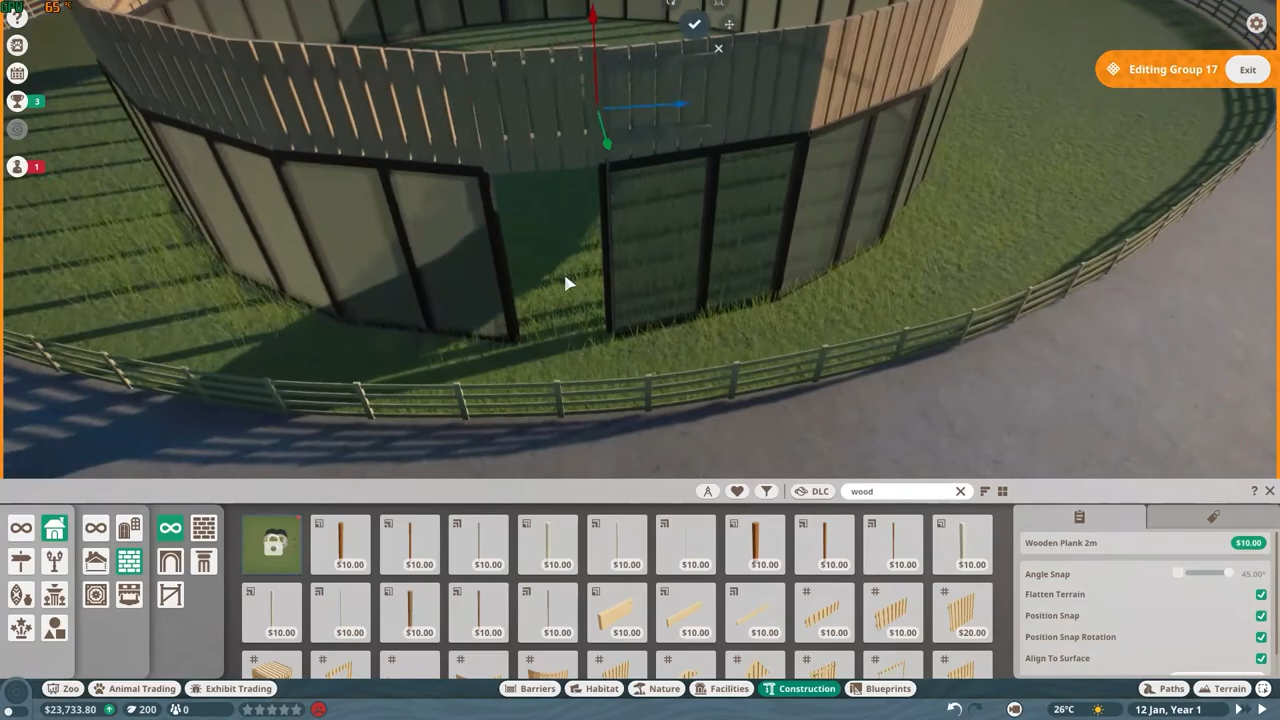 GPU 65 °C
Editing Group 17 Exit
3
1
DLC wood
? ✕
$10.00 $10.00 $10.00 $10.00 $10.00 $10.00 $10.00 $10.00 $10.00 $10.00
$10.00 $10.00 $10.00 $10.00 $10.00 $10.00 $10.00 $10.00 $10.00 $10.00 $20.00
Wooden Plank 2m $10.00
Angle Snap 45.00°
Flatten Terrain
Position Snap
Position Snap Rotation
Align To Surface
Zoo Animal Trading Exhibit Trading Barriers Habitat Nature Facilities Construction Blueprints Paths Terrain
$23,733.80 200 0 26°C 12 Jan, Year 1